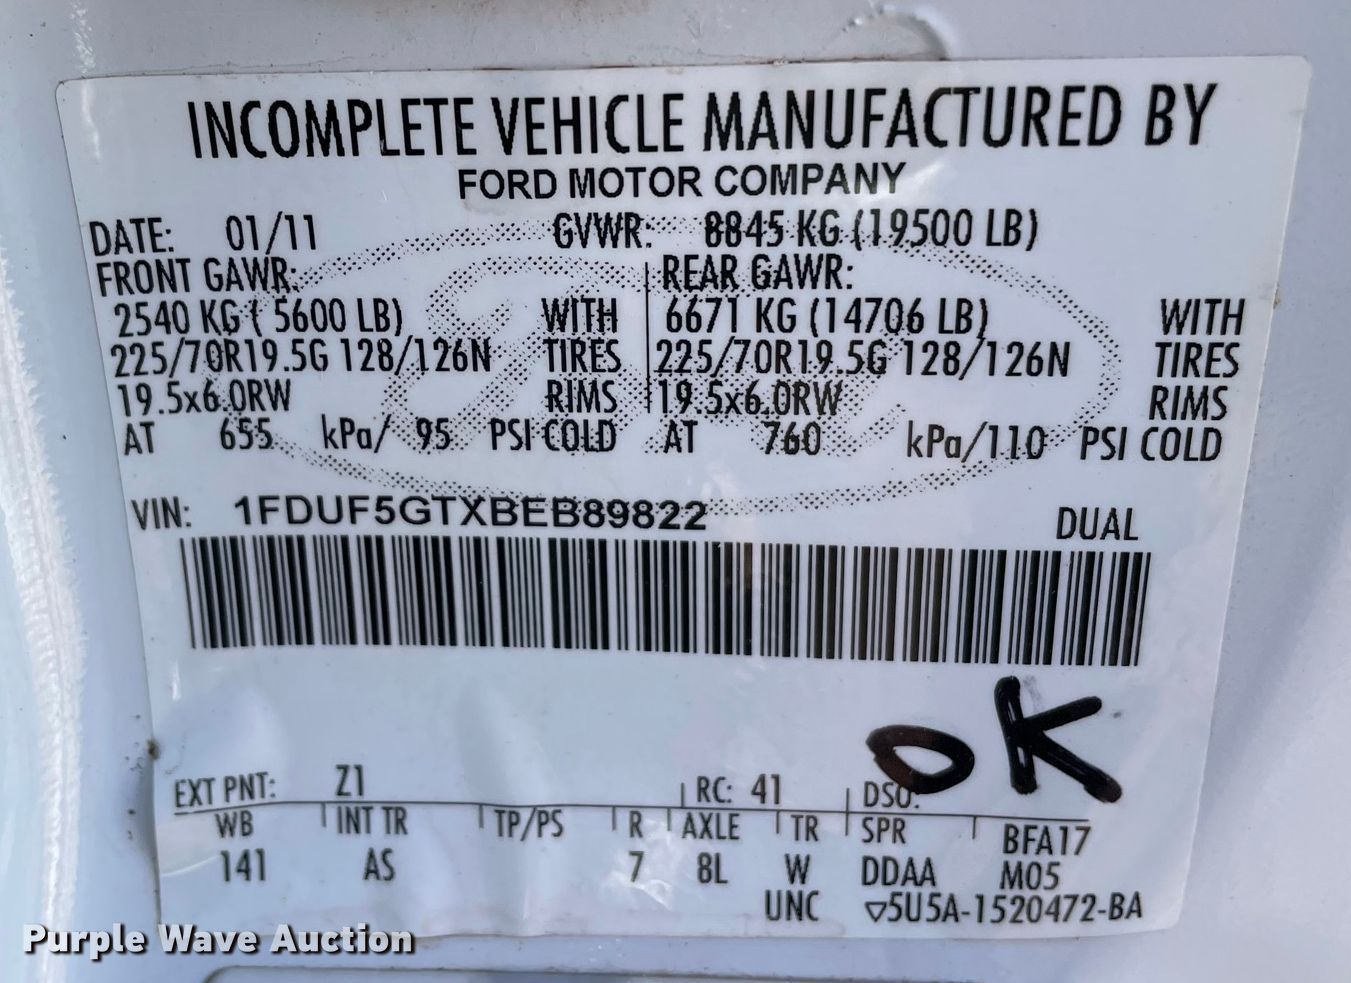 INCOMPLETE VEHICLE MANUFACTURED BY
FORD MOTOR COMPANY
DATE: 01/11 GVWR: 8845 KG (19500 LB)
FRONT GAWR: REAR GAWR:
2540 KG ( 5600 LB) WITH 6671 KG (14706 LB) WITH
225/70R19.5G 128/126N TIRES 225/70R19.5G 128/126N TIRES
19.5x6.0RW RIMS 19.5x6.0RW RIMS
AT 655 kPa/ 95 PSI COLD AT 760 kPa/110 PSI COLD
VIN: 1FDUF5GTXBEB89822 DUAL
OK
EXT PNT: Z1 RC: 41 DSO:
WB INT TR TP/PS R AXLE TR SPR BFA17
141 AS 7 8L W DDAA M05
UNC ▽5U5A-1520472-BA
Purple Wave Auction